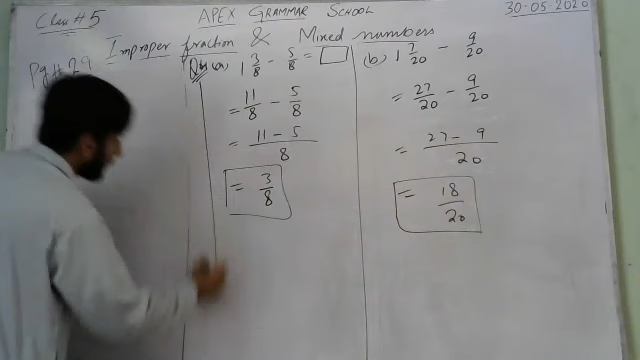 Class # 5
APEX GRAMMAR SCHOOL
30-05-2020
Improper fraction & Mixed numbers
Pg # 29
(a) 1 3/8 - 5/8 = □
= 11/8 - 5/8
= (11 - 5)/8
= 3/8
(b) 1 7/20 - 9/20
= 27/20 - 9/20
= (27 - 9)/20
= 18/20